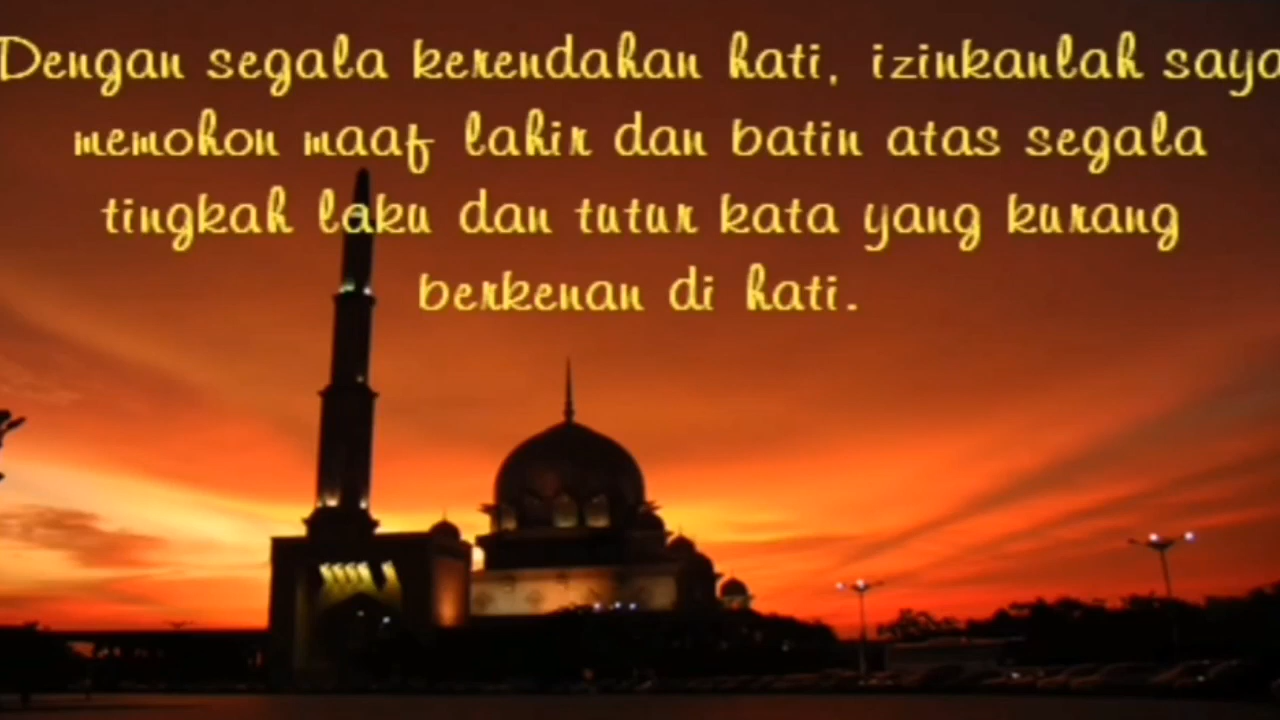 Dengan segala kerendahan hati, izinkanlah saya
memohon maaf lahir dan batin atas segala
tingkah laku dan tutur kata yang kurang
berkenan di hati.